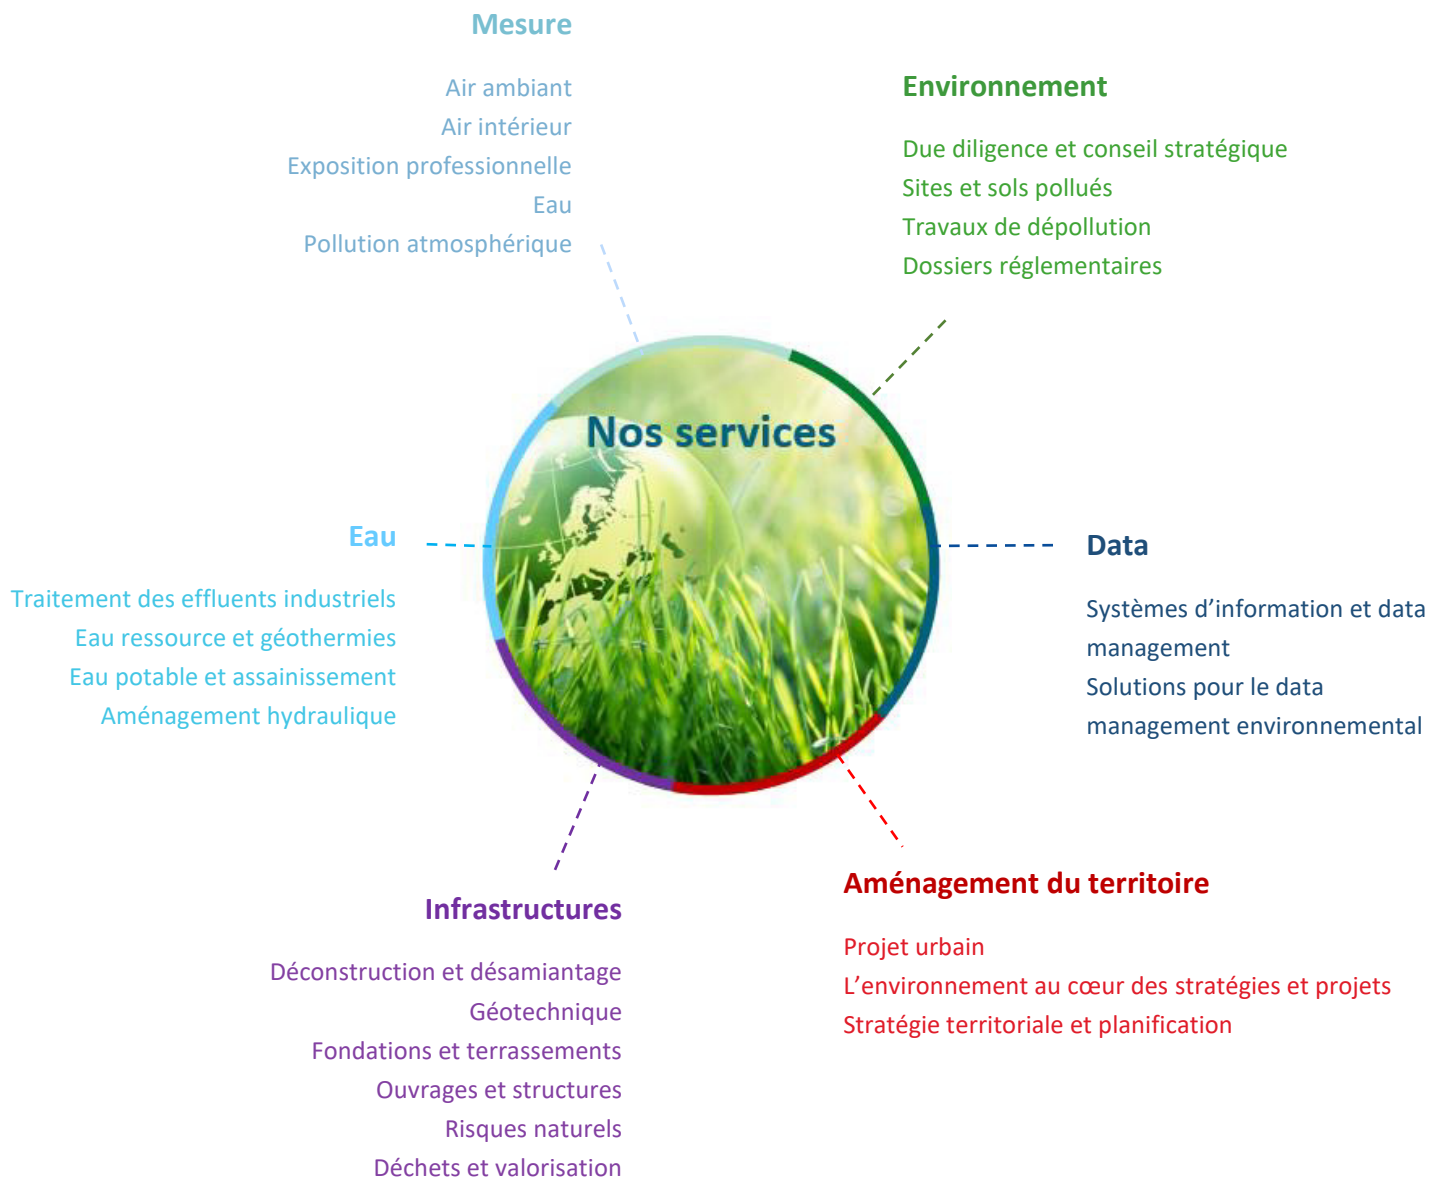 Mesure
Air ambiant
Air intérieur
Exposition professionnelle
Eau
Pollution atmosphérique
Environnement
Due diligence et conseil stratégique
Sites et sols pollués
Travaux de dépollution
Dossiers réglementaires
Nos services
Eau
Traitement des effluents industriels
Eau ressource et géothermies
Eau potable et assainissement
Aménagement hydraulique
Data
Systèmes d’information et data
management
Solutions pour le data
management environnemental
Infrastructures
Déconstruction et désamiantage
Géotechnique
Fondations et terrassements
Ouvrages et structures
Risques naturels
Déchets et valorisation
Aménagement du territoire
Projet urbain
L’environnement au cœur des stratégies et projets
Stratégie territoriale et planification